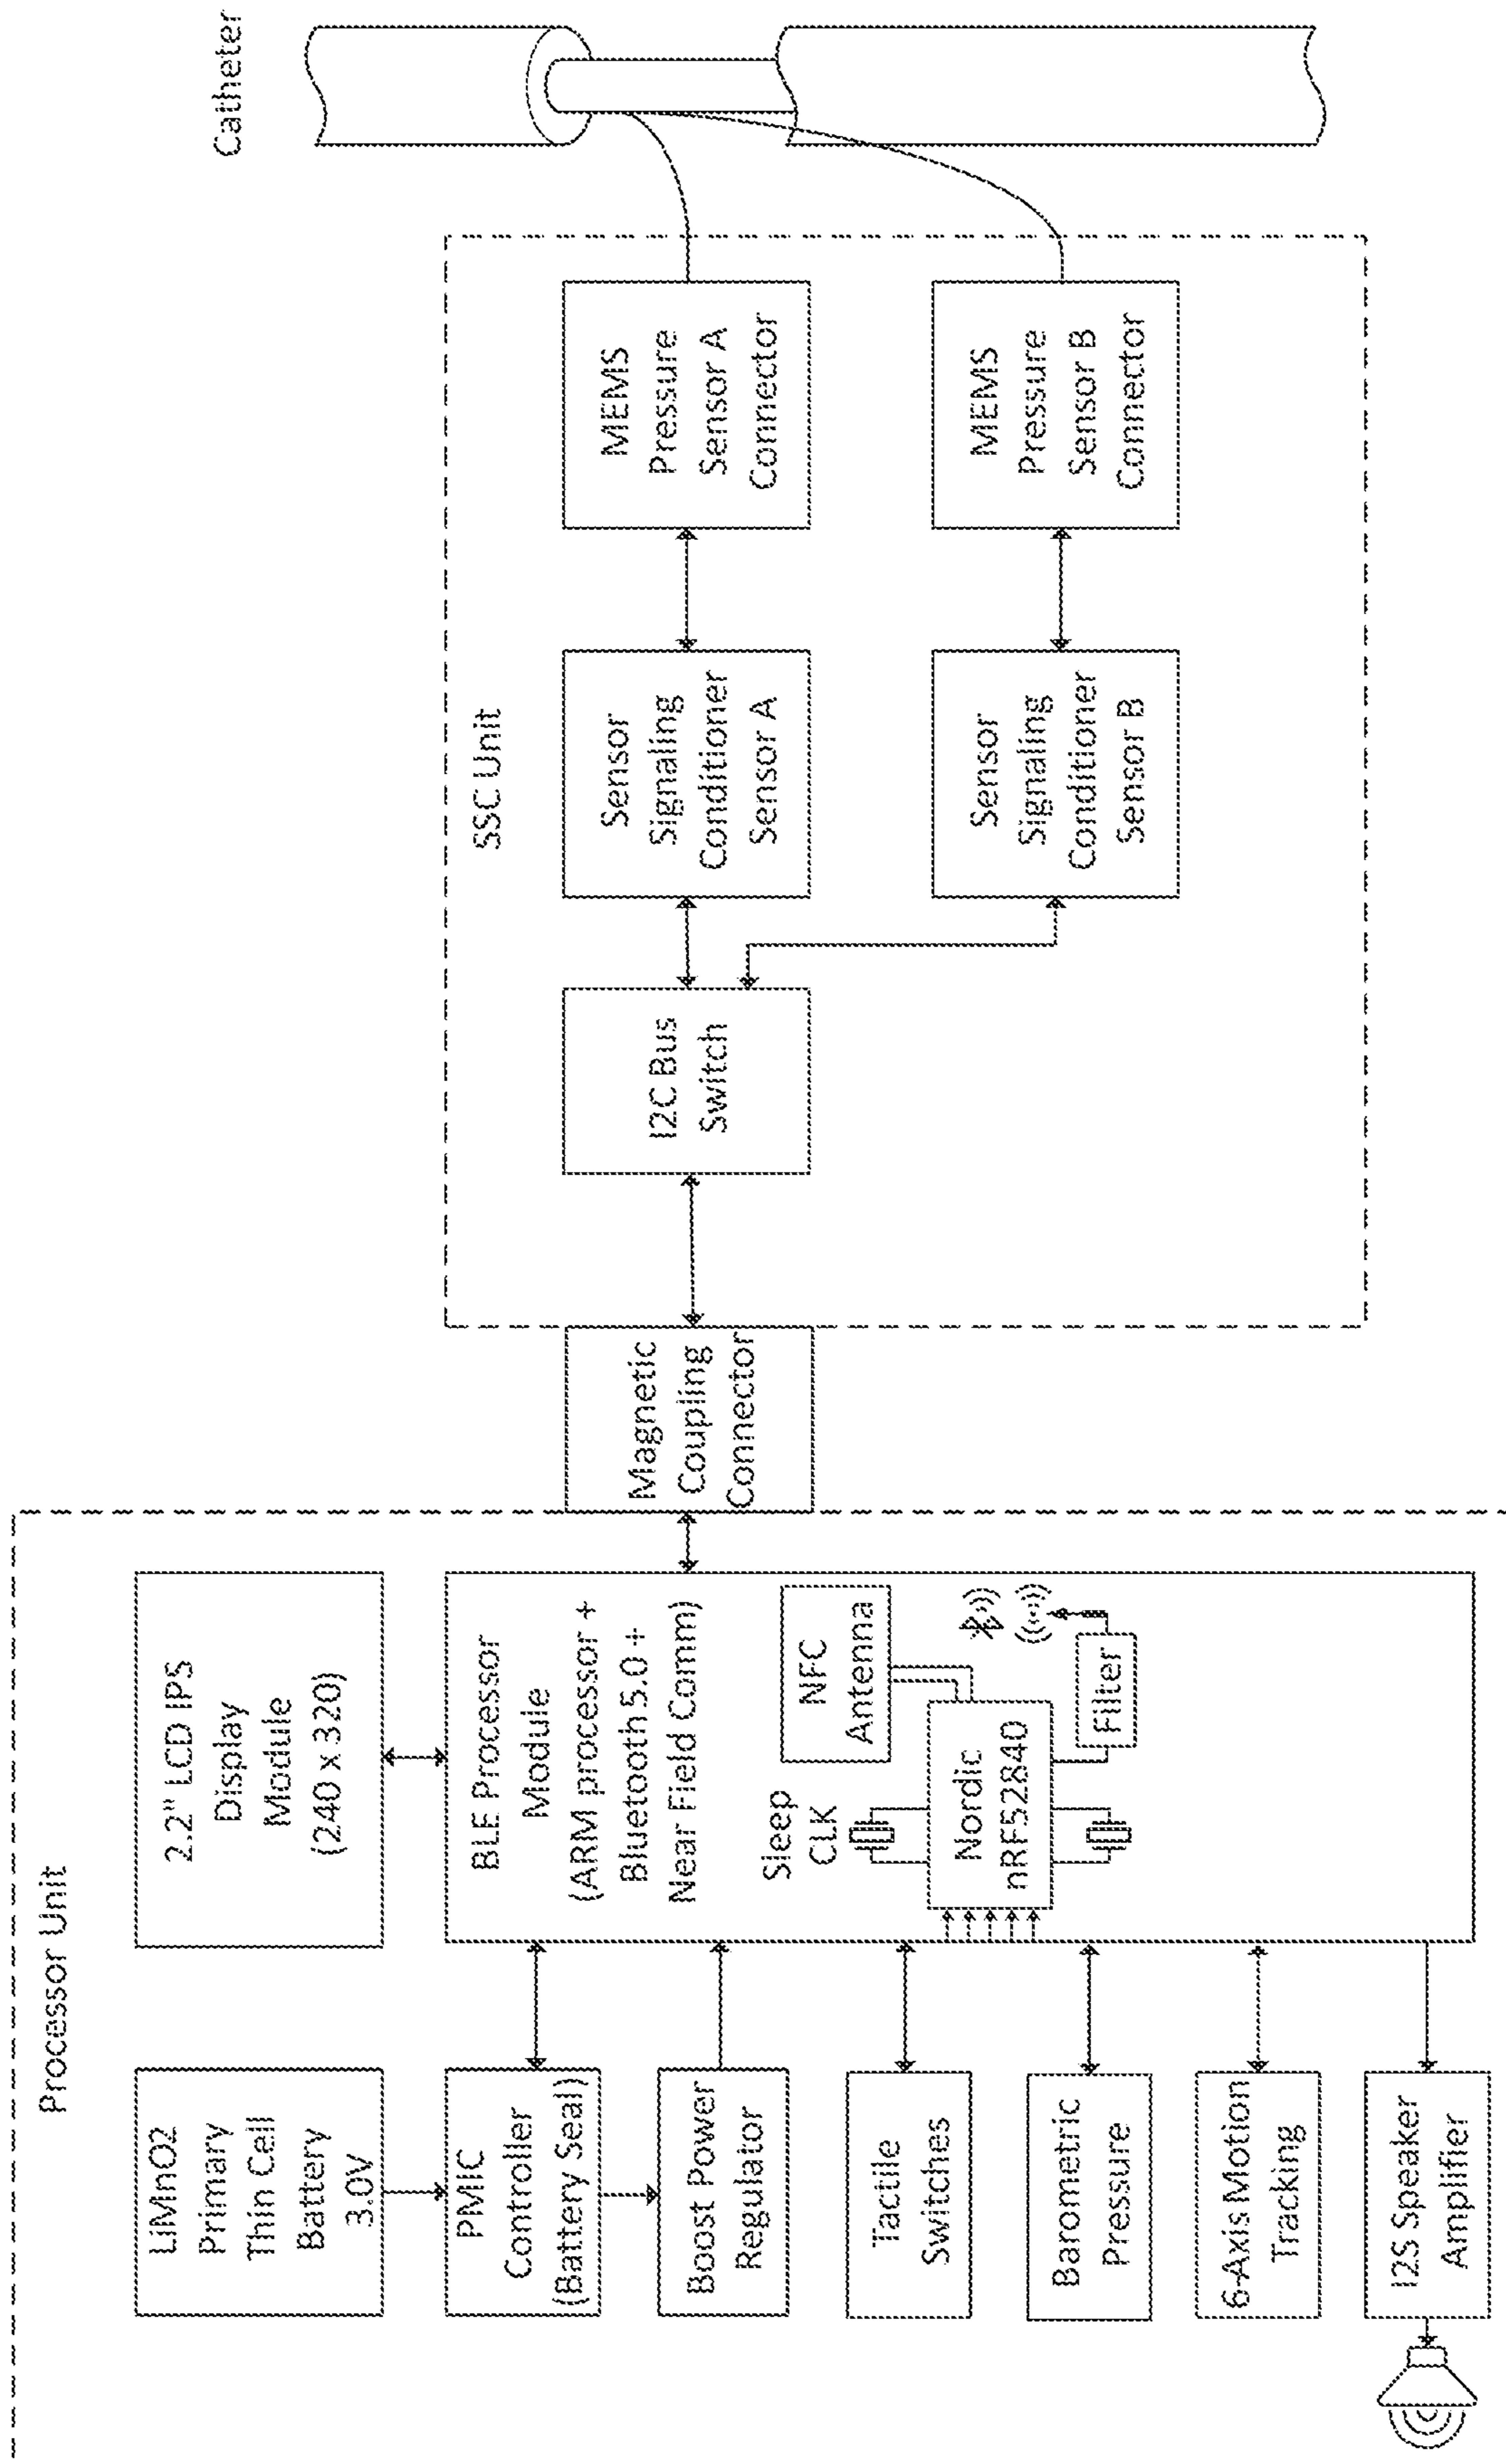 Processor Unit
LiMnO2
Primary
Thin Cell
Battery
3.0V
2.2" LCD IPS
Display
Module
(240 x 320)
PMIC
Controller
(Battery Seal)
BLE Processor
Module
(ARM processor +
Bluetooth 5.0 +
Near Field Comm)
Boost Power
Regulator
Sleep
CLK
NFC
Antenna
Nordic
nRF52840
Filter
Tactile
Switches
Barometric
Pressure
6-Axis Motion
Tracking
I2S Speaker
Amplifier
Magnetic
Coupling
Connector
SSC Unit
I2C Bus
Switch
Sensor
Signaling
Conditioner
Sensor A
MEMS
Pressure
Sensor A
Connector
Sensor
Signaling
Conditioner
Sensor B
MEMS
Pressure
Sensor B
Connector
Catheter